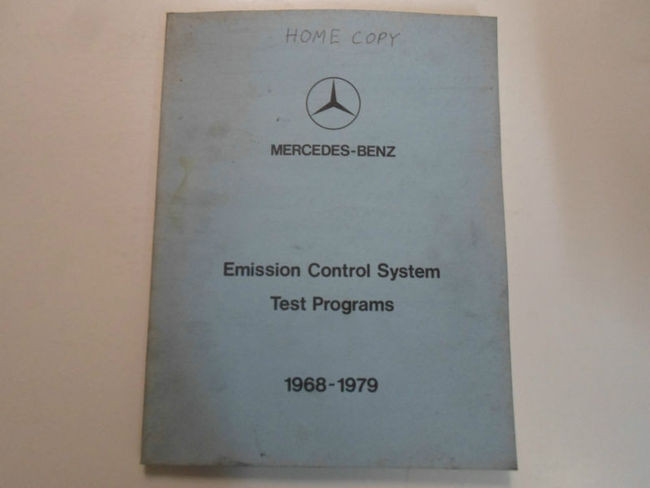 HOME COPY
MERCEDES-BENZ
Emission Control System
Test Programs
1968-1979